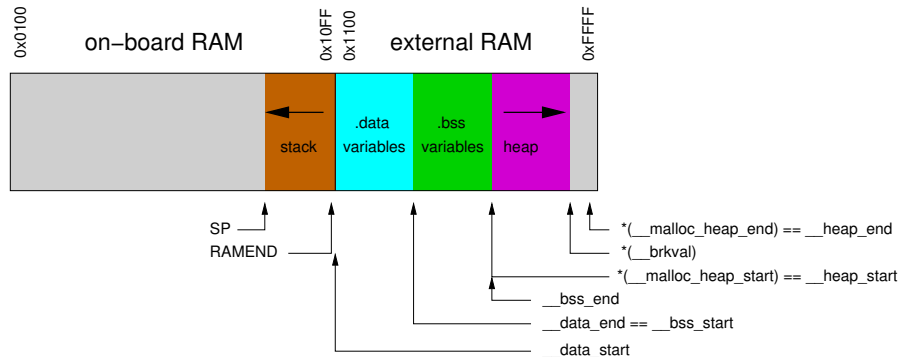 0x0100
on−board RAM
0x10FF
0x1100
external RAM
0xFFFF
stack
.data
variables
.bss
variables
heap
SP
RAMEND
*(__malloc_heap_end) == __heap_end
*(__brkval)
*(__malloc_heap_start) == __heap_start
__bss_end
__data_end == __bss_start
__data_start